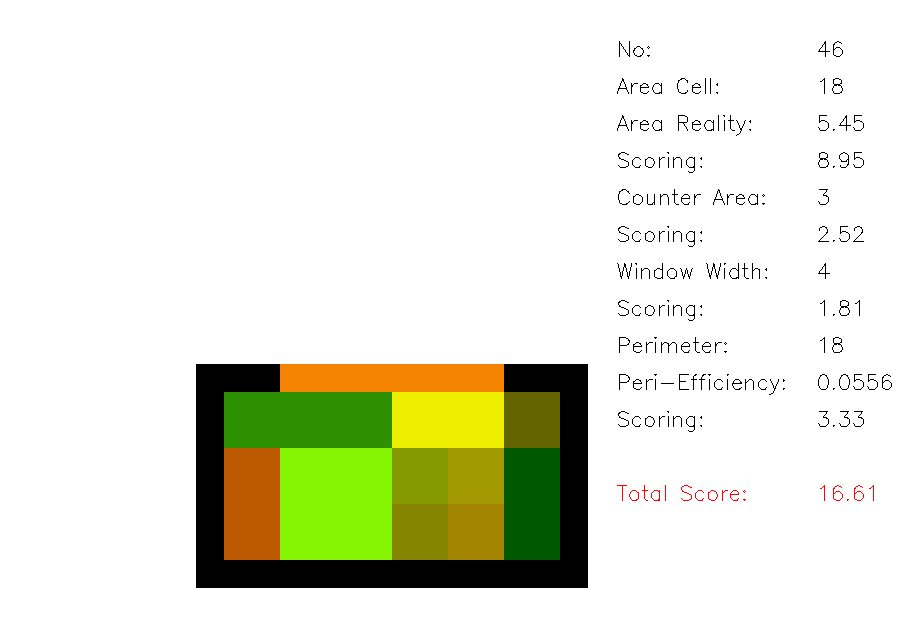 No: 46
Area Cell: 18
Area Reality: 5.45
Scoring: 8.95
Counter Area: 3
Scoring: 2.52
Window Width: 4
Scoring: 1.81
Perimeter: 18
Peri-Efficiency: 0.0556
Scoring: 3.33
Total Score: 16.61